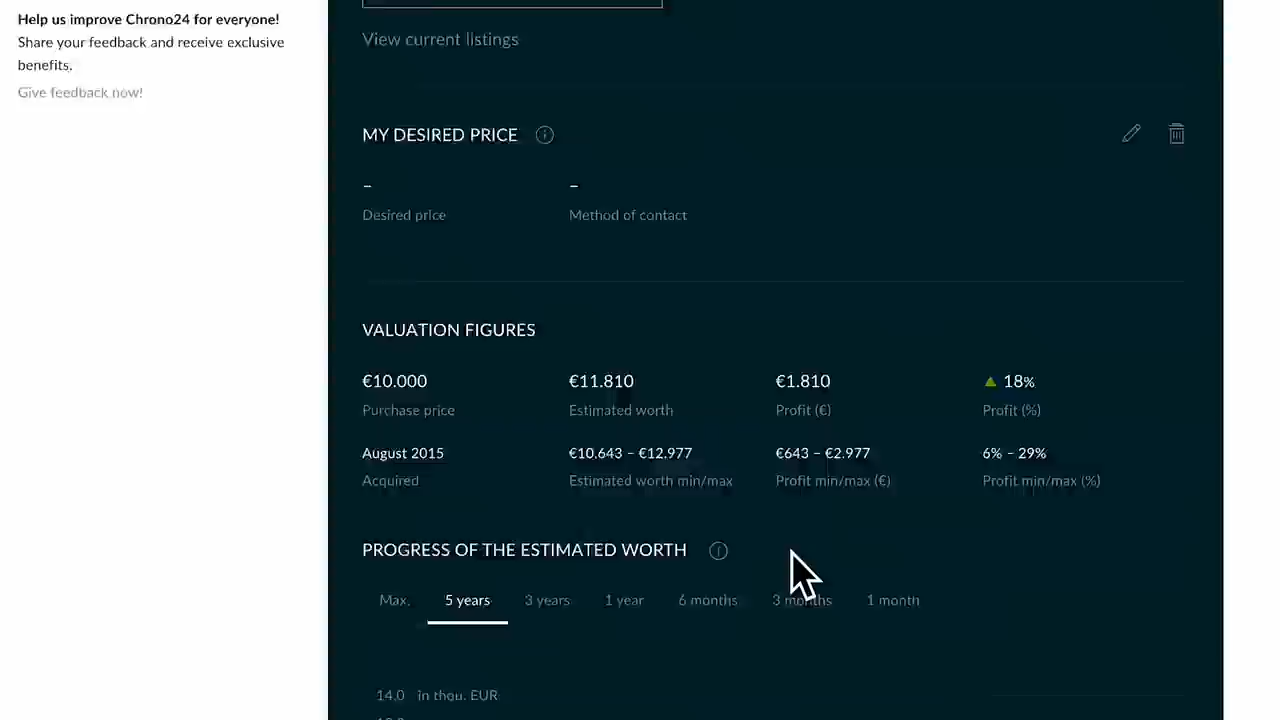 Help us improve Chrono24 for everyone!
Share your feedback and receive exclusive
benefits.
Give feedback now!
View current listings
MY DESIRED PRICE
– –
Desired price Method of contact
VALUATION FIGURES
€10.000 €11.810 €1.810 18%
Purchase price Estimated worth Profit (€) Profit (%)
August 2015 €10.643 – €12.977 €643 – €2.977 6% – 29%
Acquired Estimated worth min/max Profit min/max (€) Profit min/max (%)
PROGRESS OF THE ESTIMATED WORTH
Max. 5 years 3 years 1 year 6 months 3 months 1 month
14.0 in thou. EUR